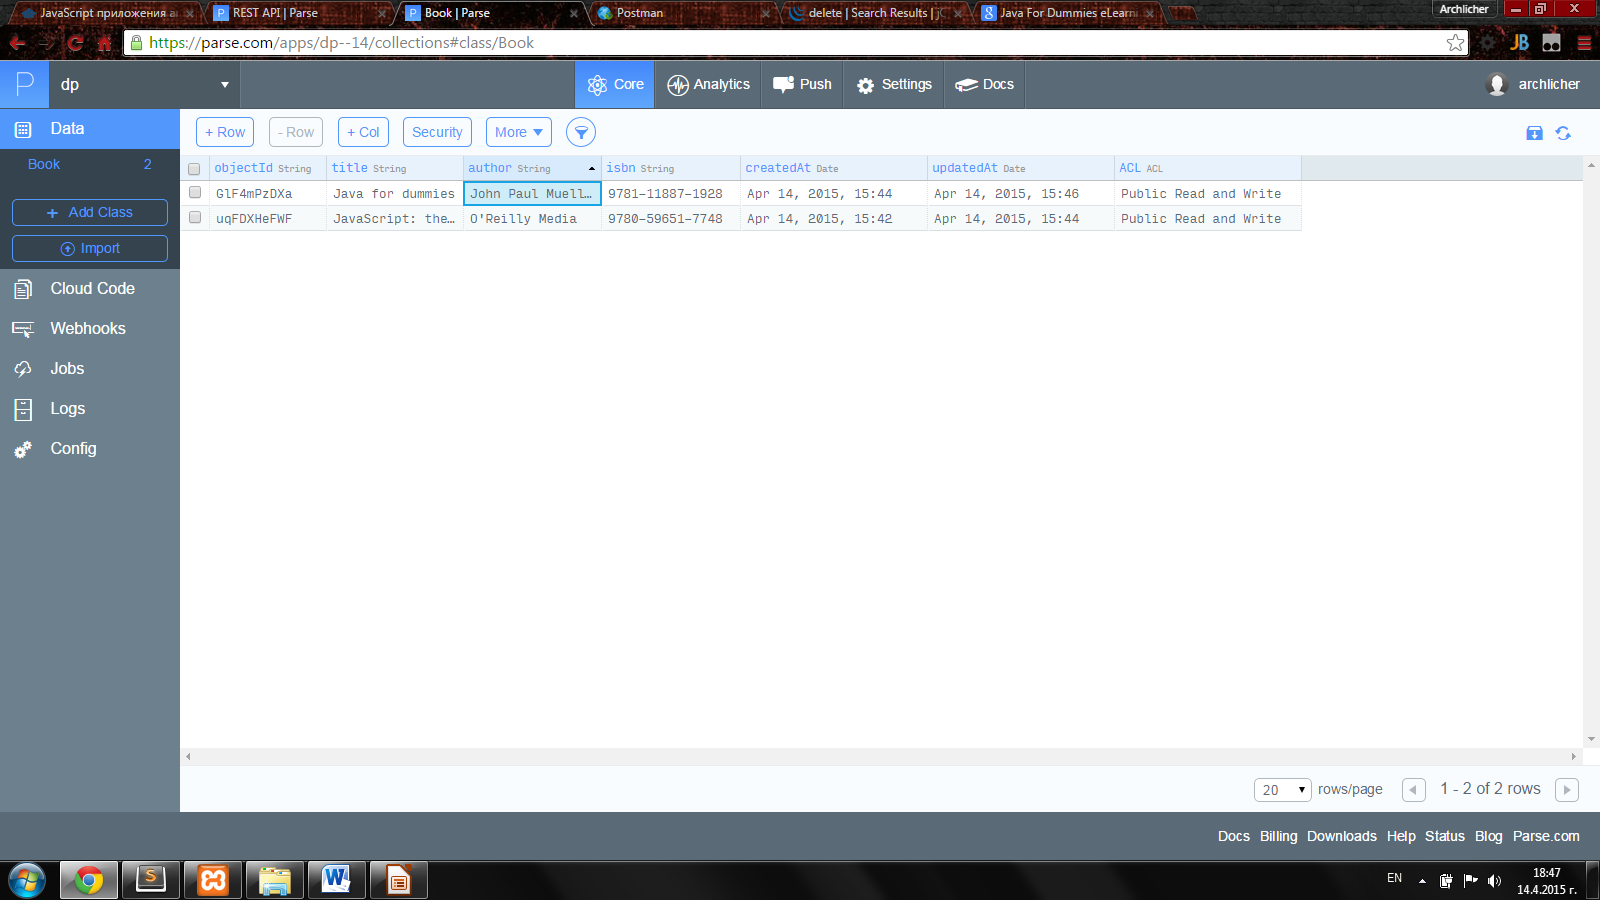 JavaScript приложения а
REST API | Parse
Book | Parse
Postman
delete | Search Results | j
Java For Dummies eLearn
Archlicher
https://parse.com/apps/dp--14/collections#class/Book
JB
P
dp
Core
Analytics
Push
Settings
Docs
archlicher
Data
Book 2
+ Add Class
Import
Cloud Code
Webhooks
Jobs
Logs
Config
+ Row
- Row
+ Col
Security
More
objectId String title String author String isbn String createdAt Date updatedAt Date ACL ACL
GlF4mPzDXa Java for dummies John Paul Muell… 9781-11887-1928 Apr 14, 2015, 15:44 Apr 14, 2015, 15:46 Public Read and Write
uqFDXHeFWF JavaScript: the… O'Reilly Media 9780-59651-7748 Apr 14, 2015, 15:42 Apr 14, 2015, 15:44 Public Read and Write
20 rows/page 1 - 2 of 2 rows
Docs Billing Downloads Help Status Blog Parse.com
EN
18:47
14.4.2015 г.